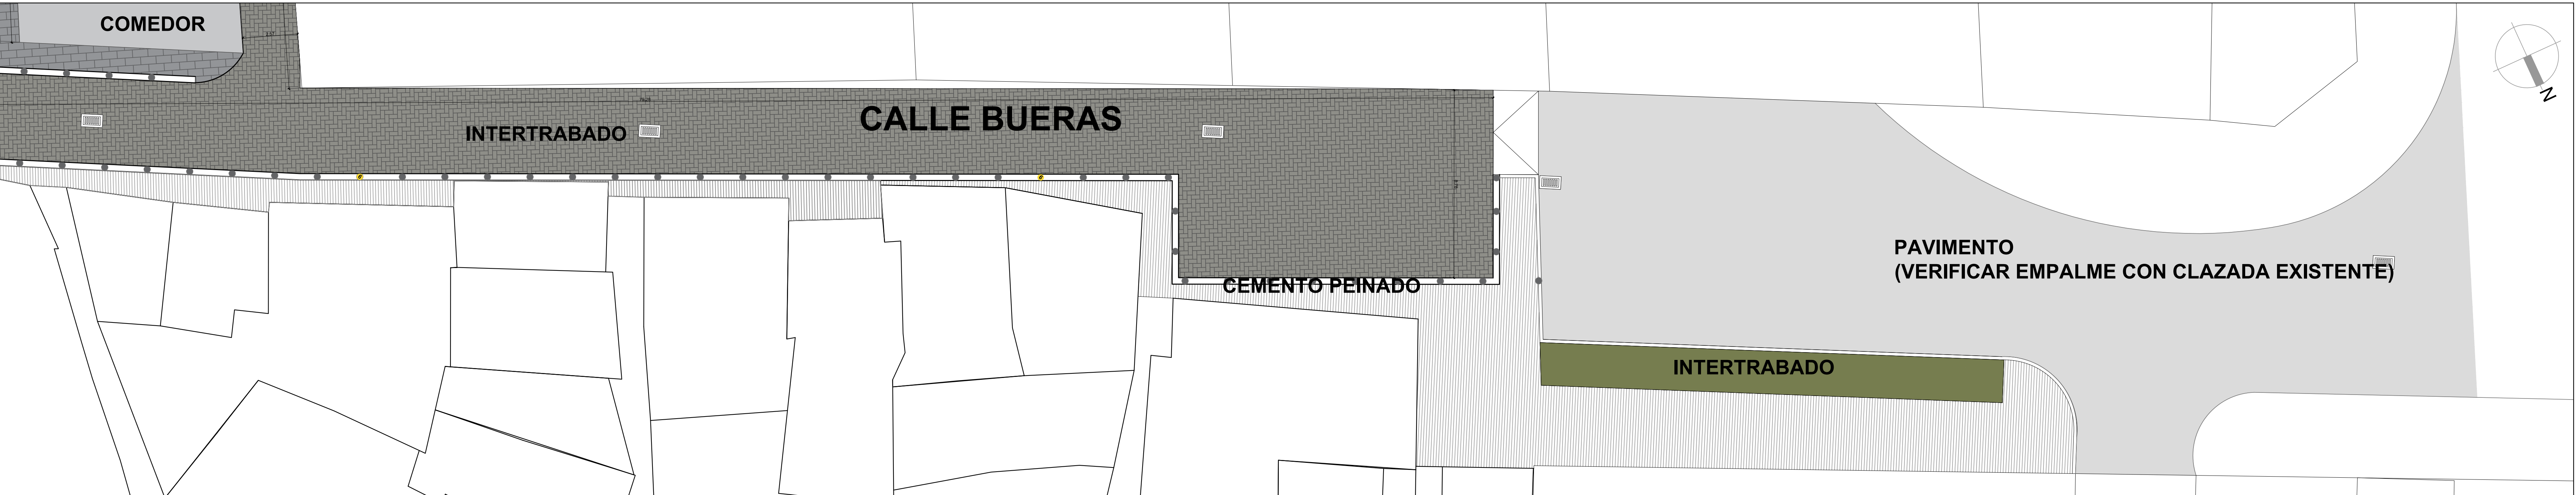 COMEDOR
INTERTRABADO
CALLE BUERAS
CEMENTO PEINADO
PAVIMENTO
(VERIFICAR EMPALME CON CLAZADA EXISTENTE)
INTERTRABADO
N